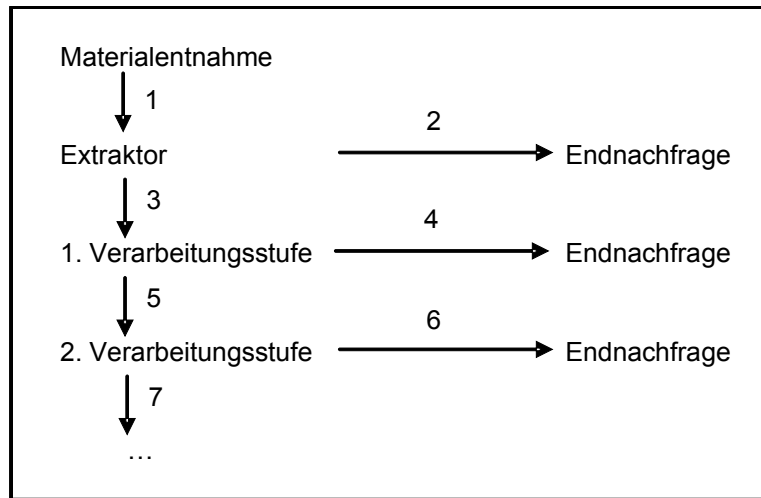 Materialentnahme
1
2
Extraktor
Endnachfrage
3
4
1. Verarbeitungsstufe
Endnachfrage
5
6
2. Verarbeitungsstufe
Endnachfrage
7
…